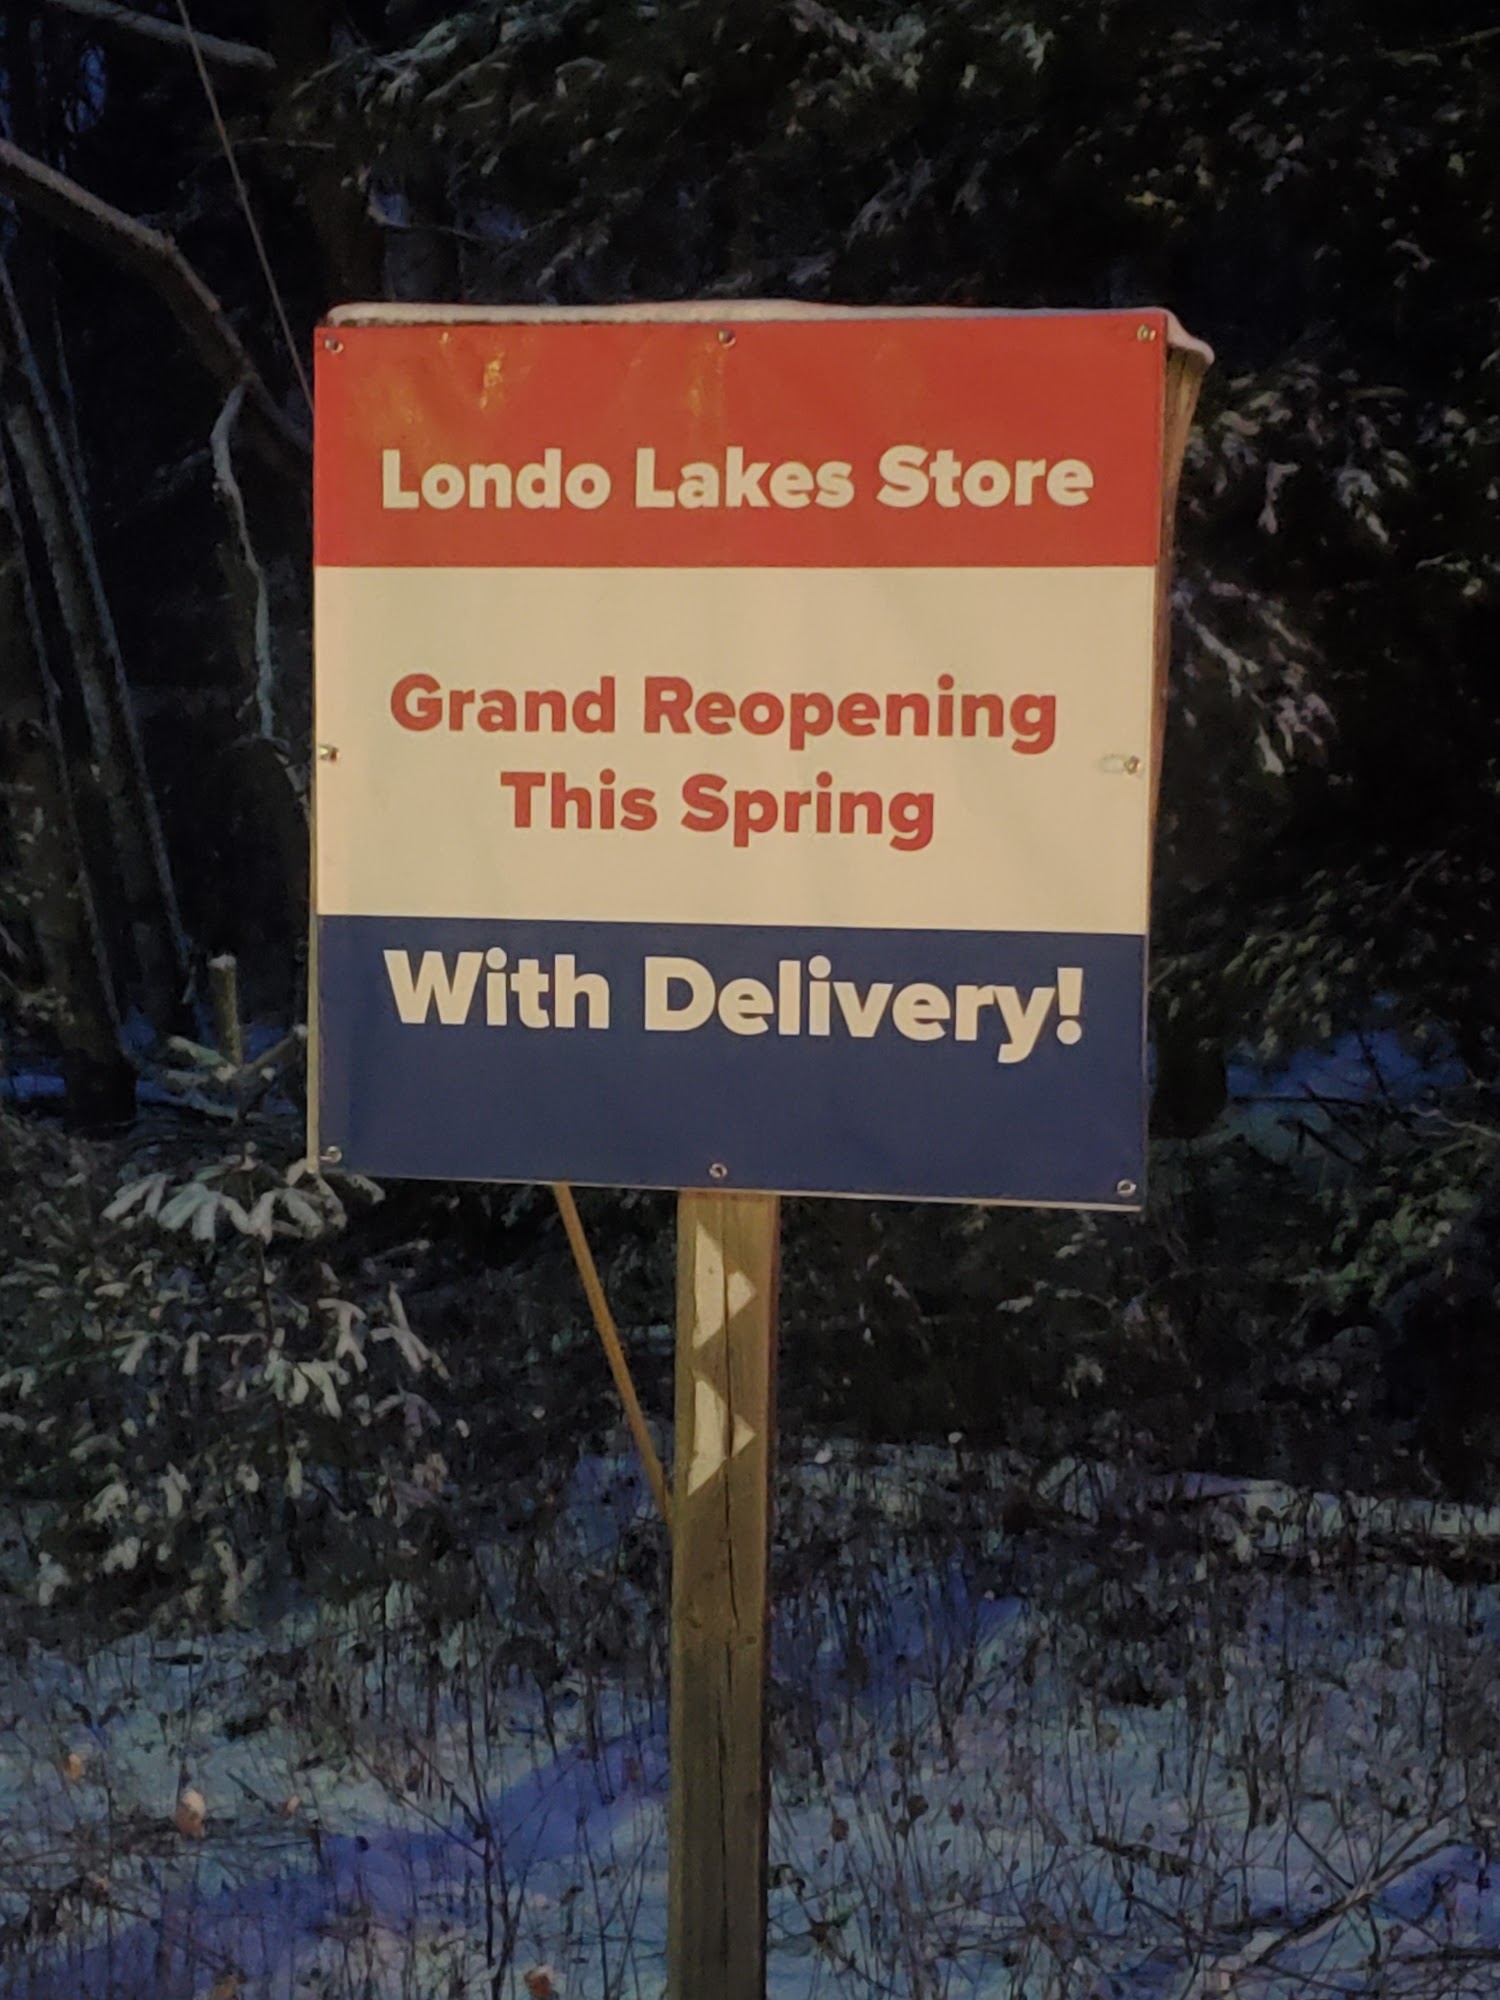 Londo Lakes Store
Grand Reopening
This Spring
With Delivery!